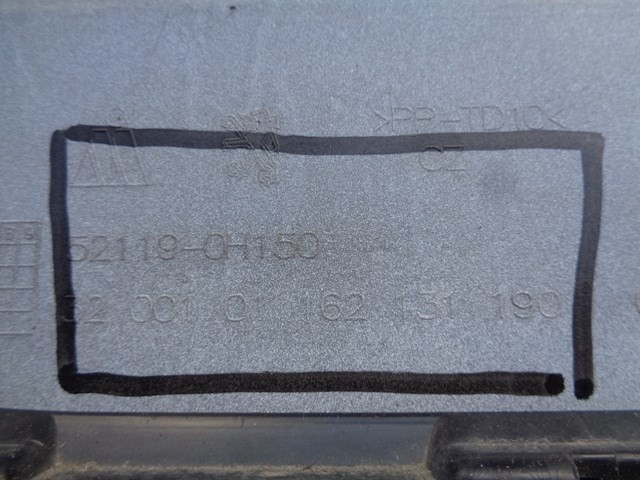 >PP-TD10<
CZ
52119-0H150
32 001 01 162 131 190